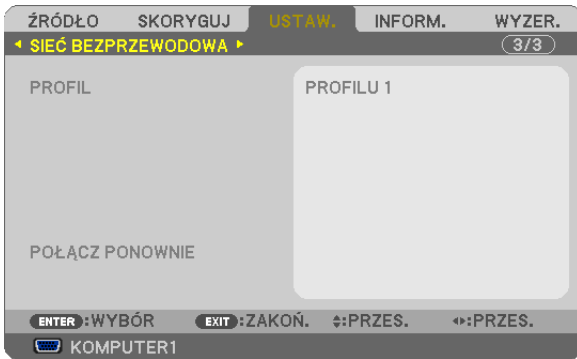 ŹRÓDŁO SKORYGUJ USTAW. INFORM. WYZER.
SIEĆ BEZPRZEWODOWA 3/3
PROFIL PROFILU 1
POŁĄCZ PONOWNIE
ENTER :WYBÓR EXIT :ZAKOŃ. :PRZES. :PRZES.
KOMPUTER1